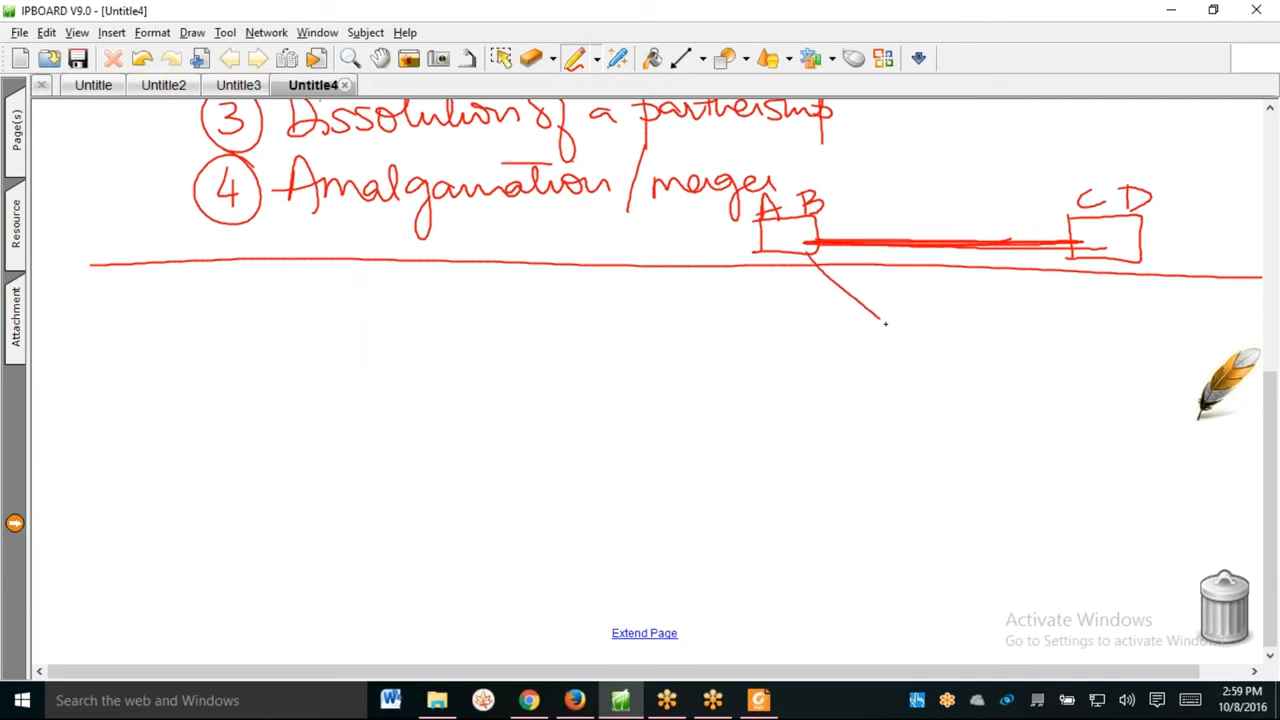 IPBOARD V9.0 - [Untitle4]
File Edit View Insert Format Draw Tool Network Window Subject Help
Untitle Untitle2 Untitle3 Untitle4
Page(s)
Resource
Attachment
3 Dissolution of a partnership
4 Amalgamation / merger
A B
C D
Extend Page
Activate Windows
Go to Settings to activate Windows
Search the web and Windows
2:59 PM
10/8/2016